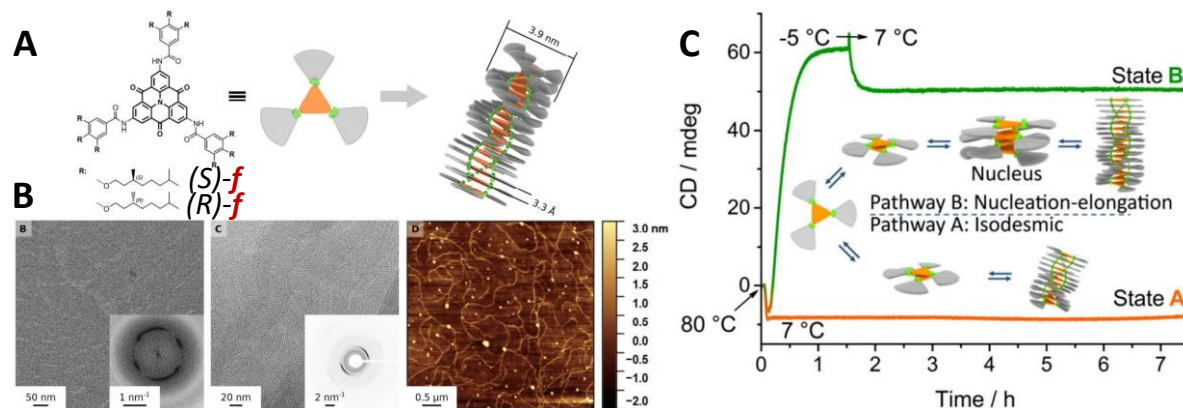 A
R
R
R
O
NH
O
O
N
O
HN
O
NH
O
R
R
R
R
R
R
≡
3.9 nm
3.3 Å
R:
O
(S)
(S)-f
O
(R)
(R)-f
B
B
50 nm
1 nm⁻¹
C
20 nm
2 nm⁻¹
D
0.5 µm
3.0 nm
2.5
2.0
1.5
1.0
0.5
0.0
−0.5
−1.0
−1.5
−2.0
C
CD / mdeg
60
40
20
0
-5 °C
7 °C
State B
Nucleus
Pathway B: Nucleation-elongation
Pathway A: Isodesmic
State A
80 °C
7 °C
0 1 2 3 4 5 6 7
Time / h